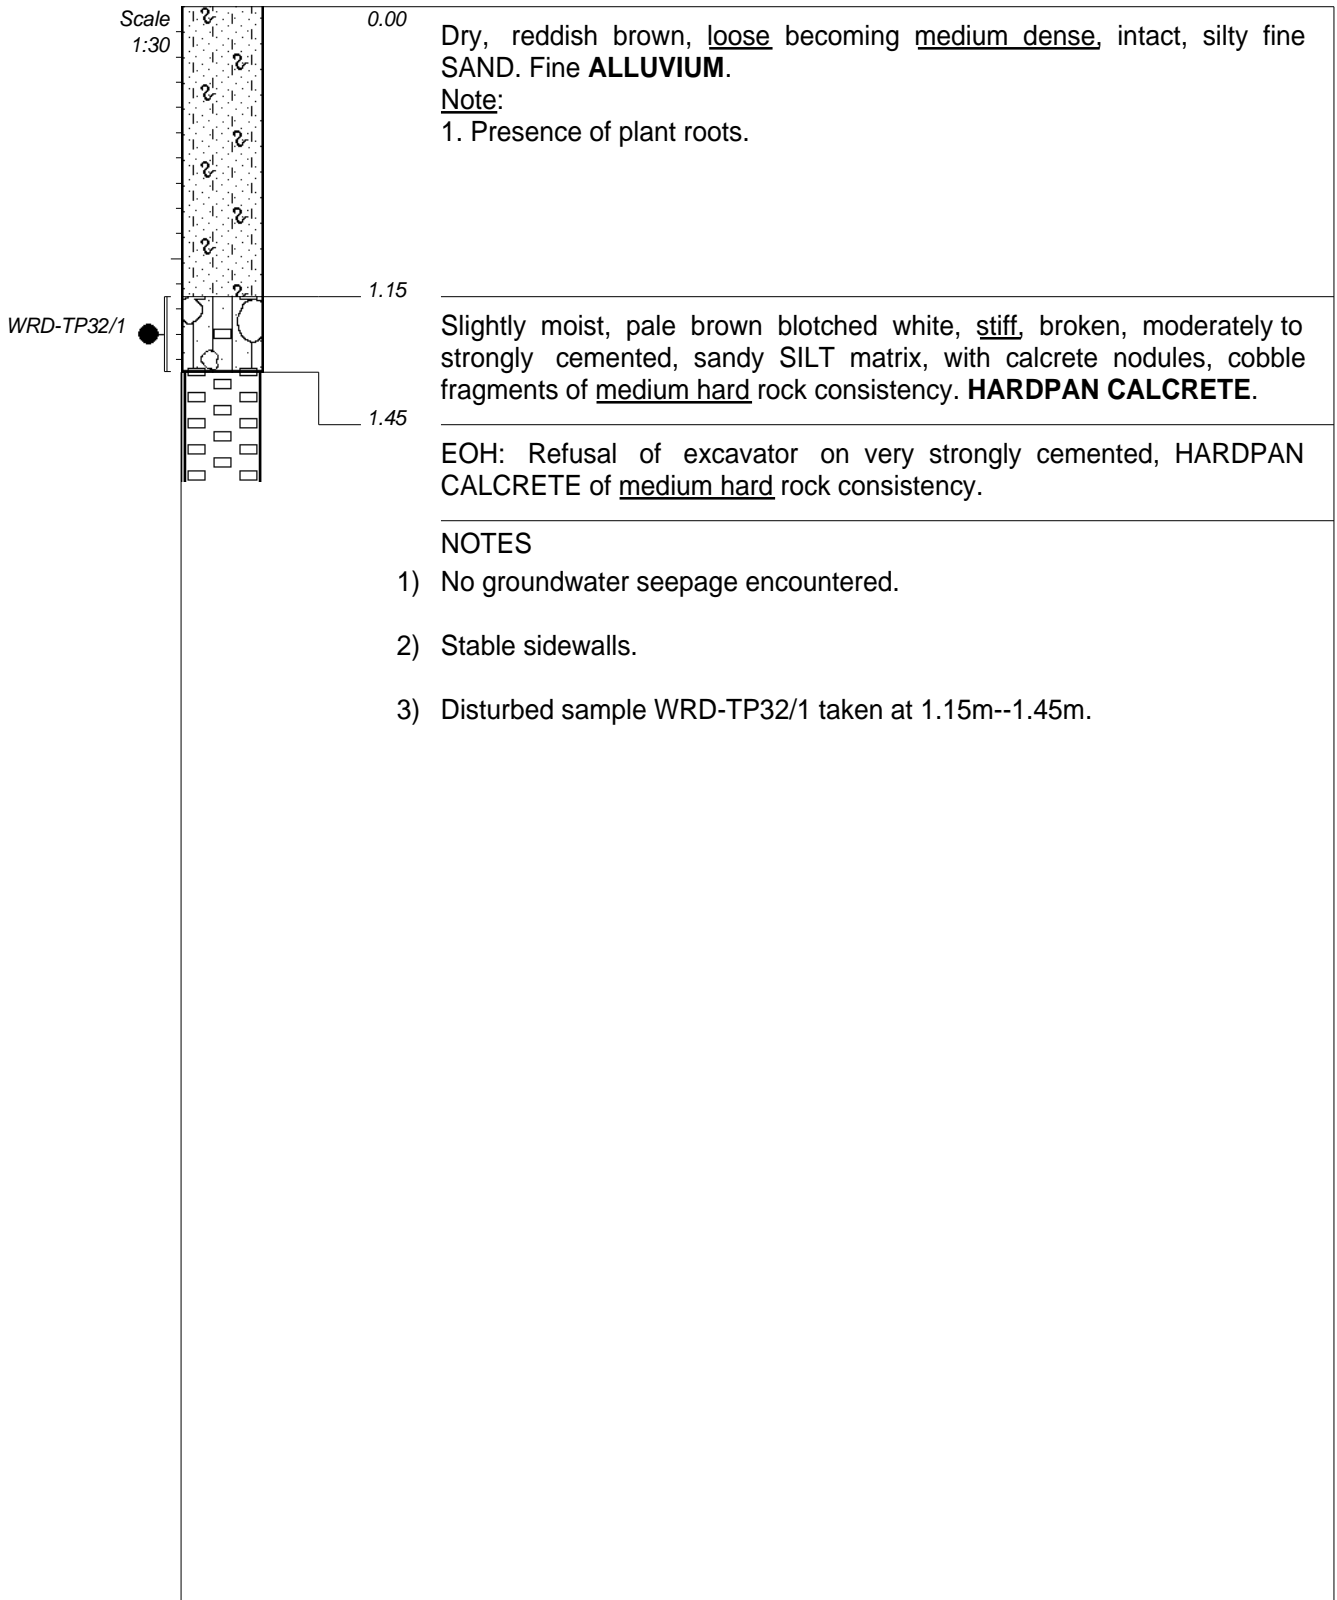 Scale
1:30
0.00
Dry, reddish brown, loose becoming medium dense, intact, silty fine
SAND. Fine ALLUVIUM.
Note:
1. Presence of plant roots.
1.15
WRD-TP32/1
Slightly moist, pale brown blotched white, stiff, broken, moderately to
strongly cemented, sandy SILT matrix, with calcrete nodules, cobble
fragments of medium hard rock consistency. HARDPAN CALCRETE.
1.45
EOH: Refusal of excavator on very strongly cemented, HARDPAN
CALCRETE of medium hard rock consistency.
NOTES
1) No groundwater seepage encountered.
2) Stable sidewalls.
3) Disturbed sample WRD-TP32/1 taken at 1.15m--1.45m.